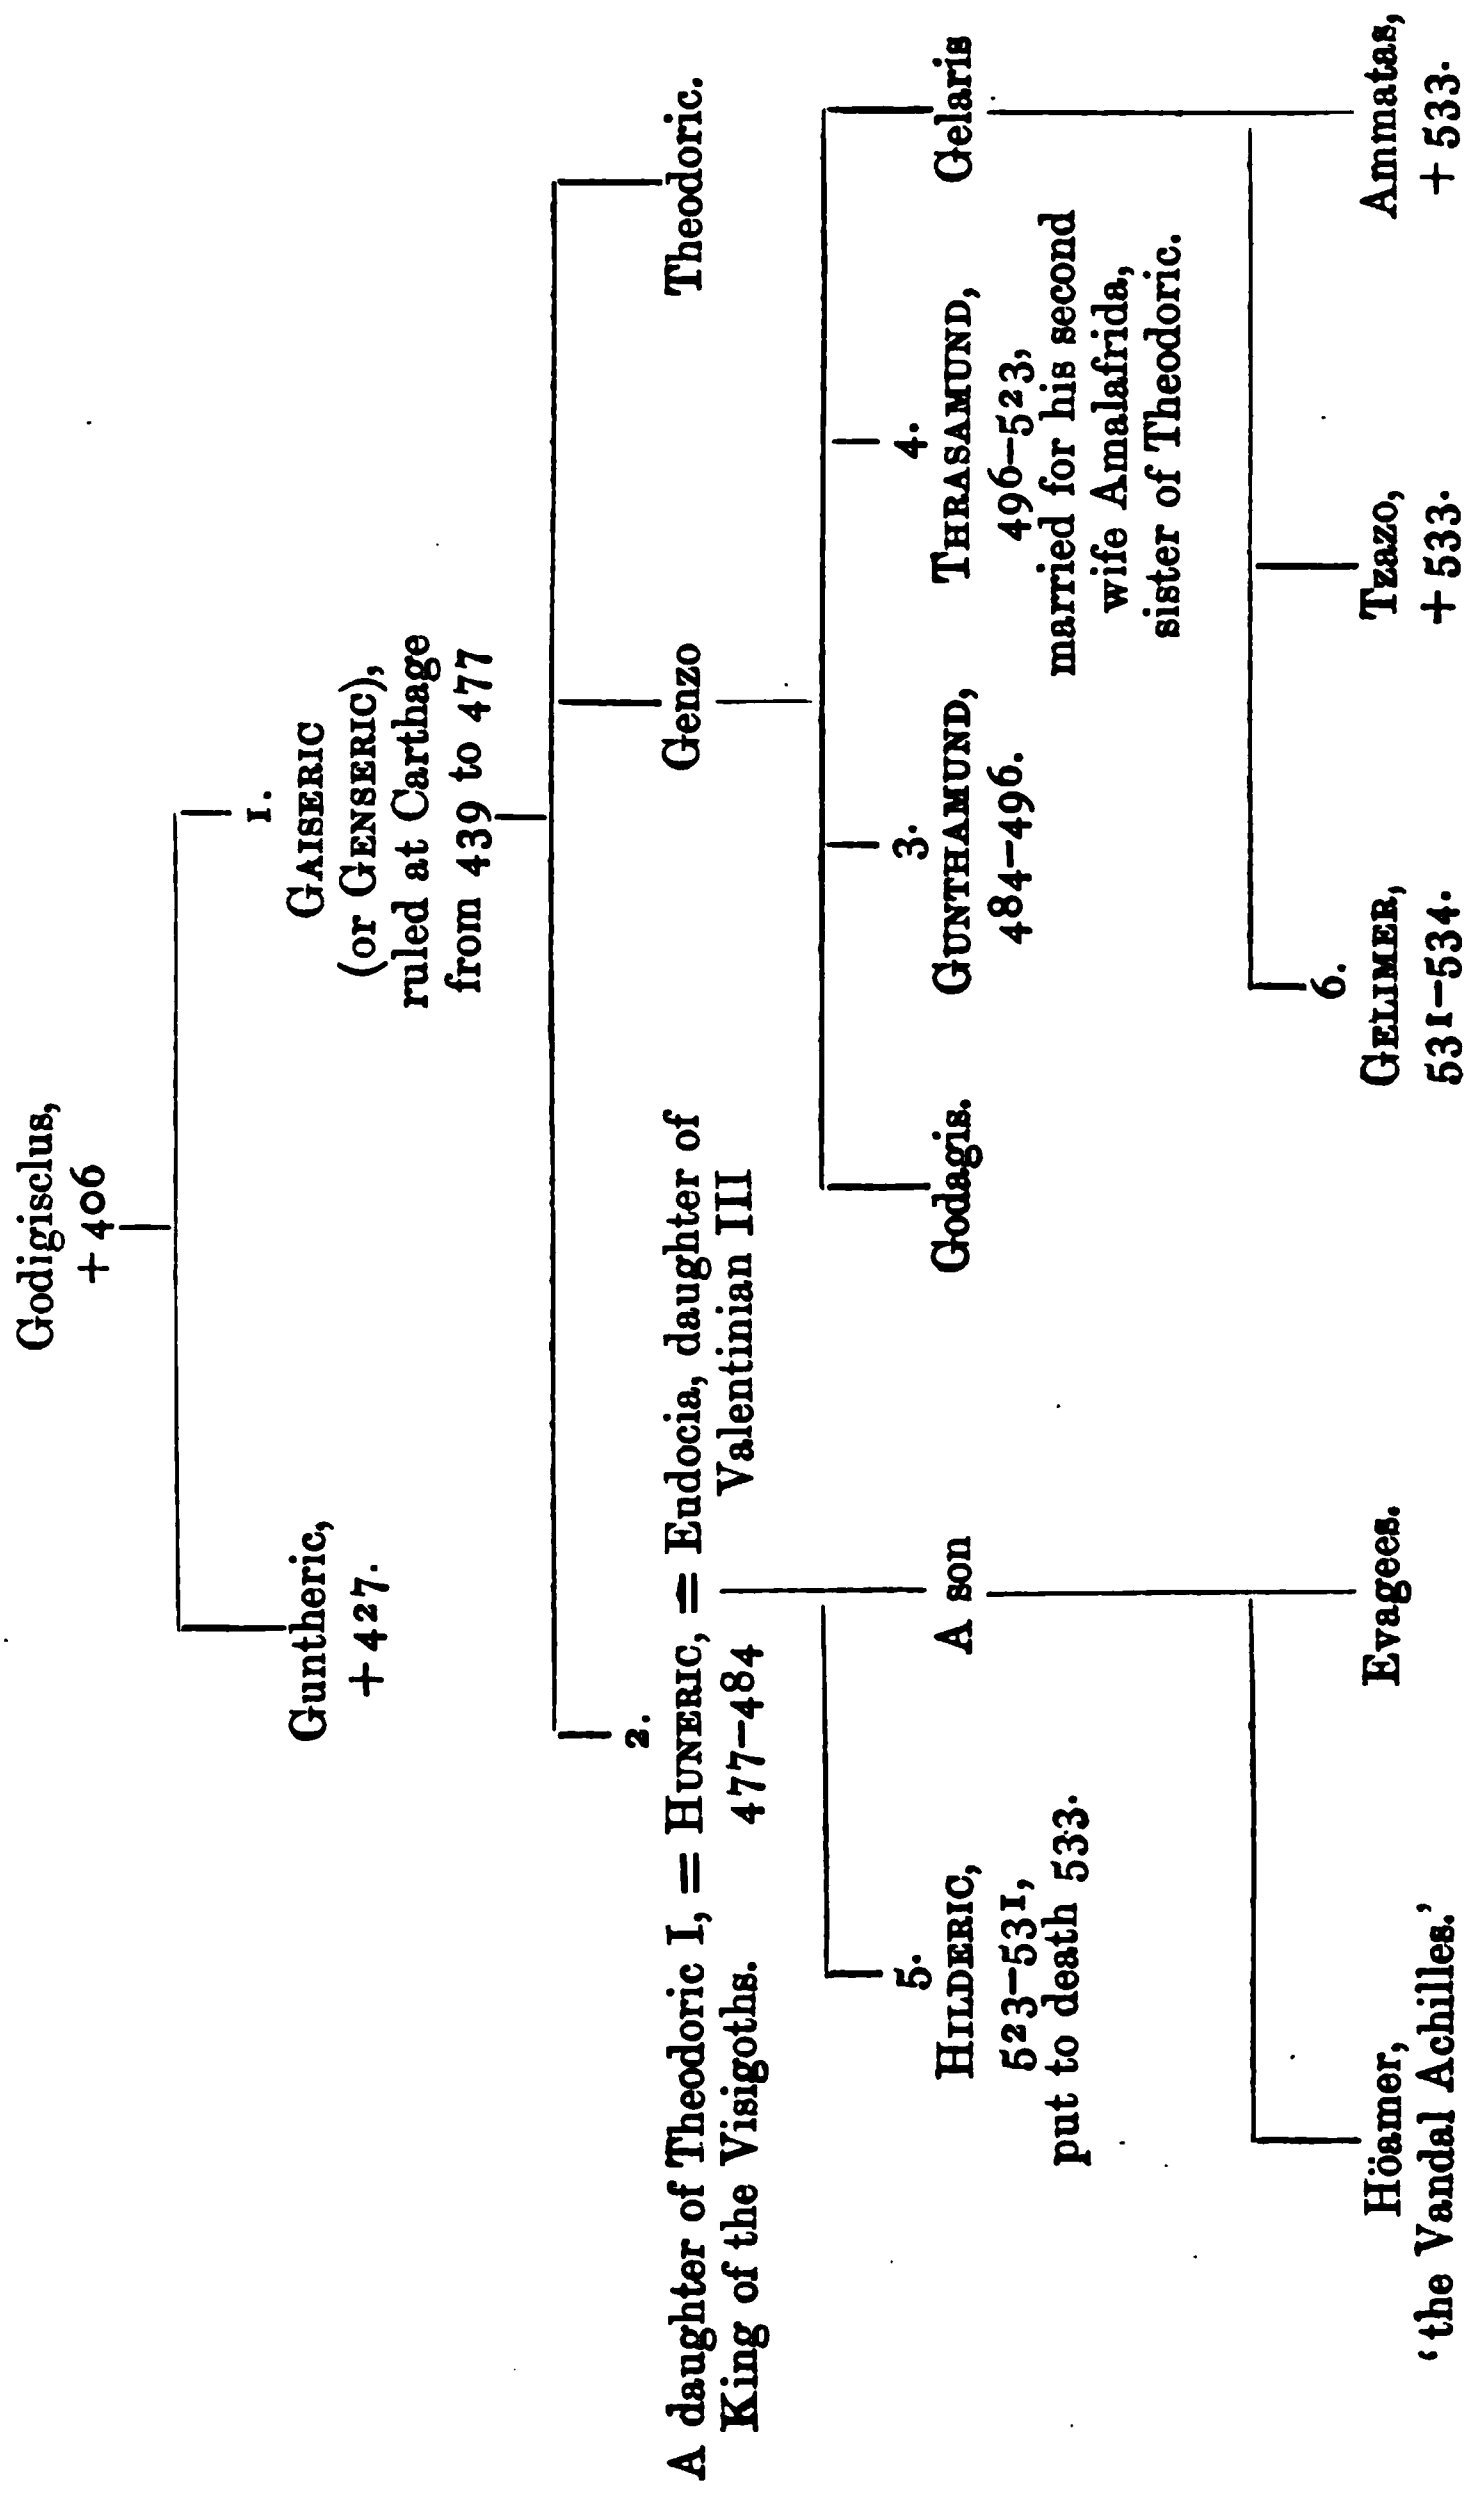 Godigisclus,
+406
Guntheric,
+427.
1.
GAISERIC
(or GENSERIC),
ruled at Carthage
from 439 to 477
2.
A daughter of Theodoric I, = HUNERIC, = Eudocia, daughter of
King of the Visigoths.
477–484
Valentinian III
Genzo
Theodoric.
5.
HILDERIC,
523–531,
put to death 533.
A son
Godagis.
3.
GUNTHAMUND,
484–496.
4.
THRASAMUND,
496–523,
married for his second
wife Amalafrida,
sister of Theodoric.
Gelaris
Höamer,
‘the Vandal Achilles.’
Evagees.
6.
GELIMER,
531–534.
Tzazo,
+533.
Ammatas,
+533.